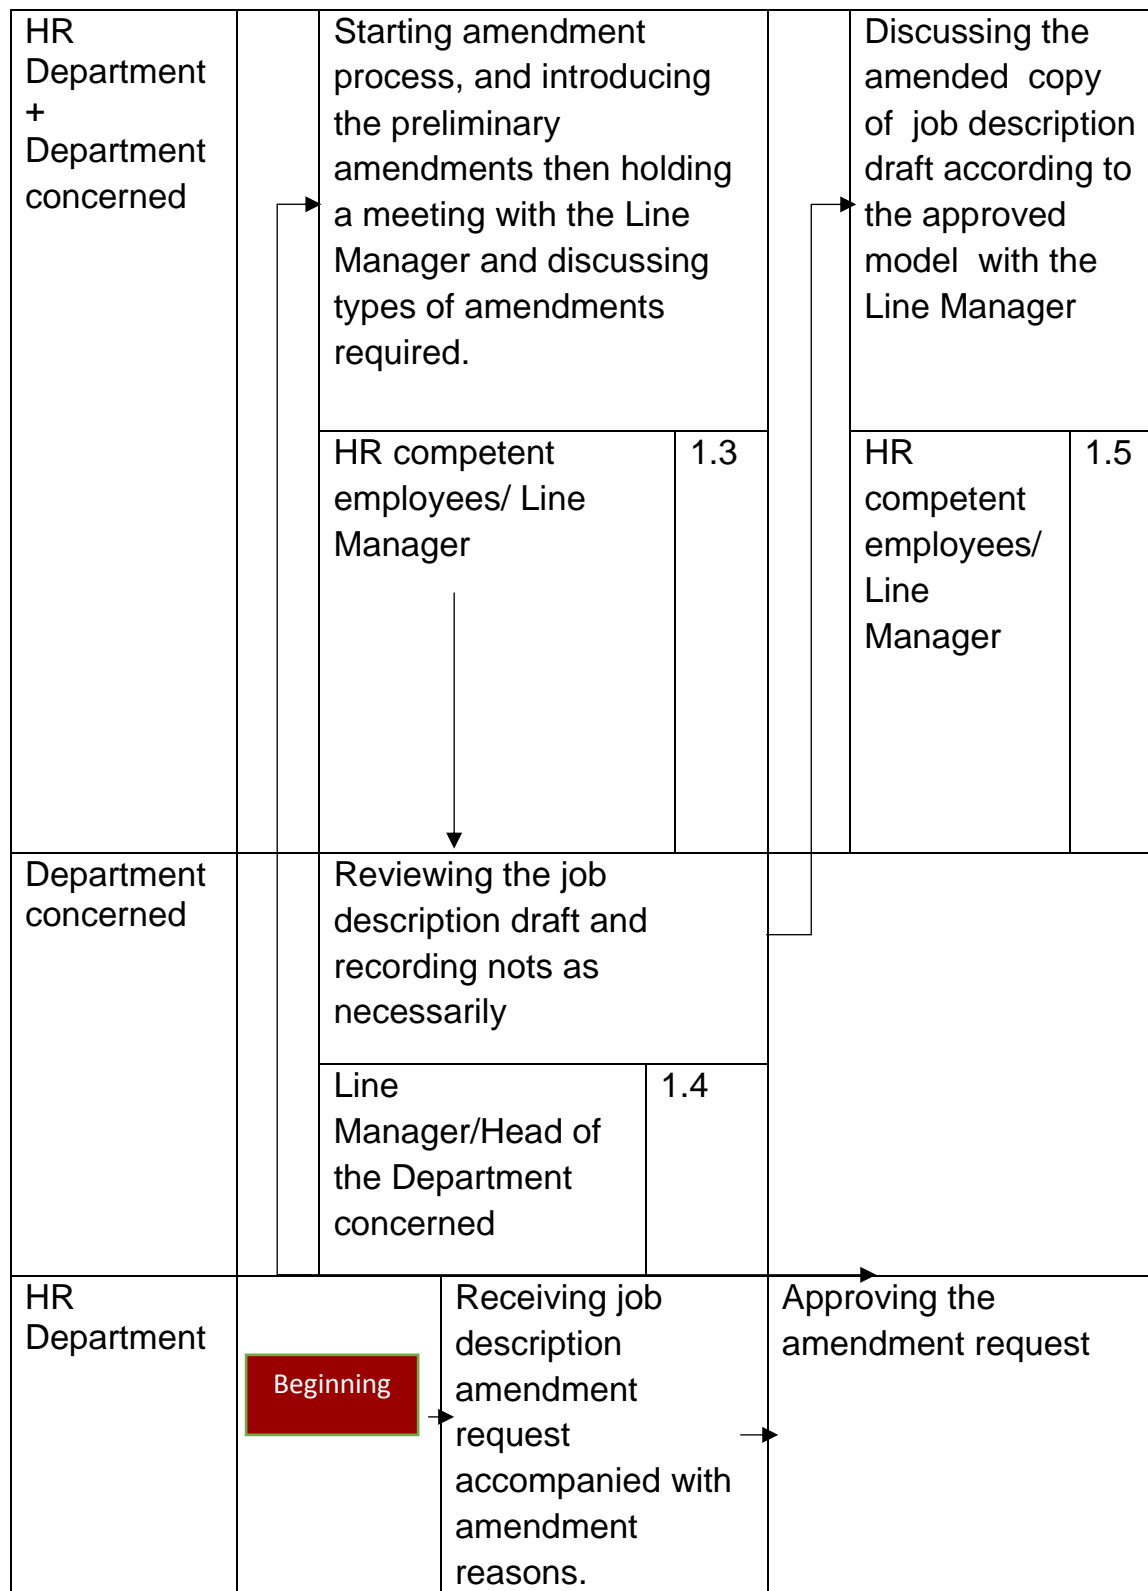 HR
Department
+
Department
concerned
Starting amendment
process, and introducing
the preliminary
amendments then holding
a meeting with the Line
Manager and discussing
types of amendments
required.
Discussing the
amended copy
of job description
draft according to
the approved
model with the
Line Manager
HR competent
employees/ Line
Manager
1.3
HR
competent
employees/
Line
Manager
1.5
Department
concerned
Reviewing the job
description draft and
recording nots as
necessarily
Line
Manager/Head of
the Department
concerned
1.4
HR
Department
Beginning
Receiving job
description
amendment
request
accompanied with
amendment
reasons.
Approving the
amendment request